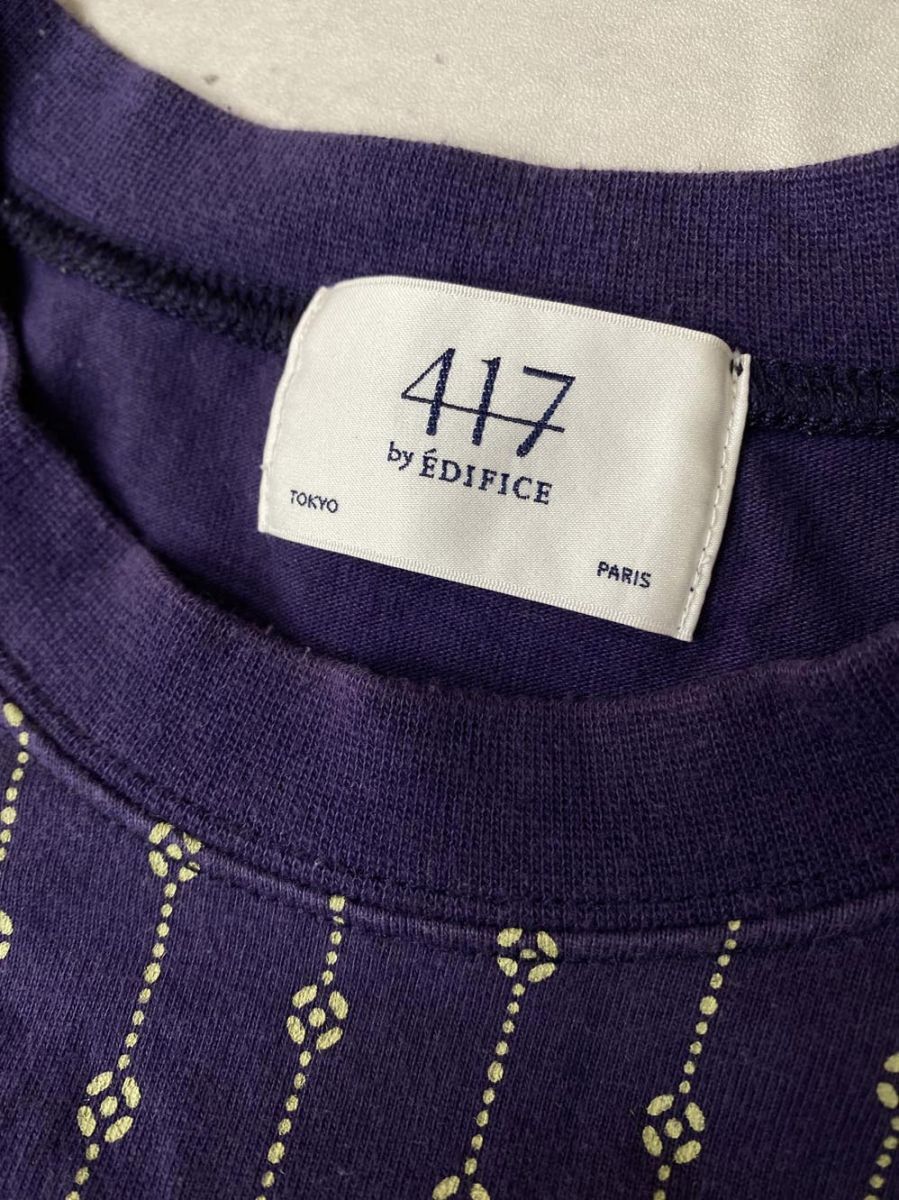 417
by ÉDIFICE
TOKYO
PARIS